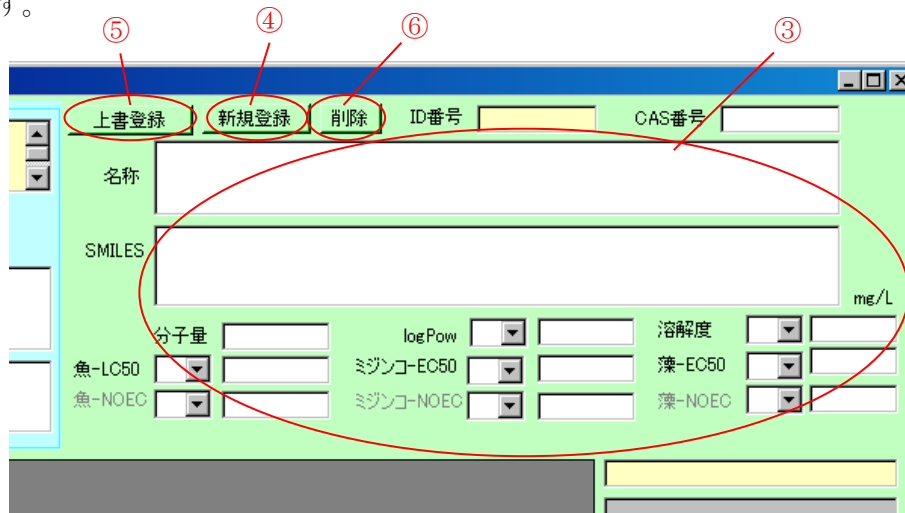 す。
⑤ ④ ⑥ ③
上書登録 新規登録 削除 ID番号 CAS番号
名称
SMILES
mg/L
分子量 logPow 溶解度
魚-LC50 ミジンコ-EC50 藻-EC50
魚-NOEC ミジンコ-NOEC 藻-NOEC